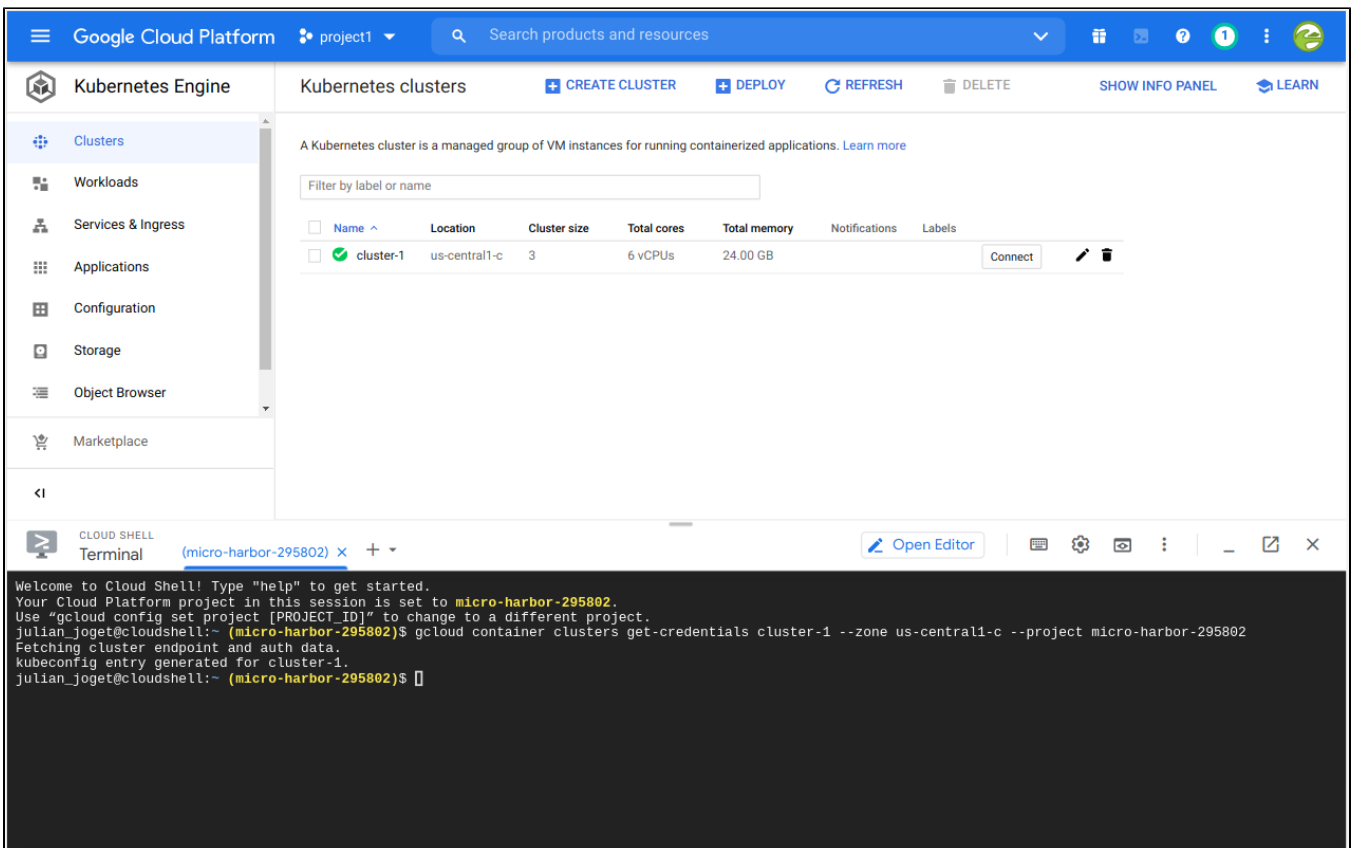 Google Cloud Platform project1 Search products and resources 1
Kubernetes Engine
Kubernetes clusters CREATE CLUSTER DEPLOY REFRESH DELETE SHOW INFO PANEL LEARN
Clusters
Workloads
Services & Ingress
Applications
Configuration
Storage
Object Browser
Marketplace
A Kubernetes cluster is a managed group of VM instances for running containerized applications. Learn more
Filter by label or name
Name Location Cluster size Total cores Total memory Notifications Labels
cluster-1 us-central1-c 3 6 vCPUs 24.00 GB Connect
CLOUD SHELL
Terminal (micro-harbor-295802) Open Editor
Welcome to Cloud Shell! Type "help" to get started.
Your Cloud Platform project in this session is set to micro-harbor-295802.
Use “gcloud config set project [PROJECT_ID]” to change to a different project.
julian_joget@cloudshell:~ (micro-harbor-295802)$ gcloud container clusters get-credentials cluster-1 --zone us-central1-c --project micro-harbor-295802
Fetching cluster endpoint and auth data.
kubeconfig entry generated for cluster-1.
julian_joget@cloudshell:~ (micro-harbor-295802)$